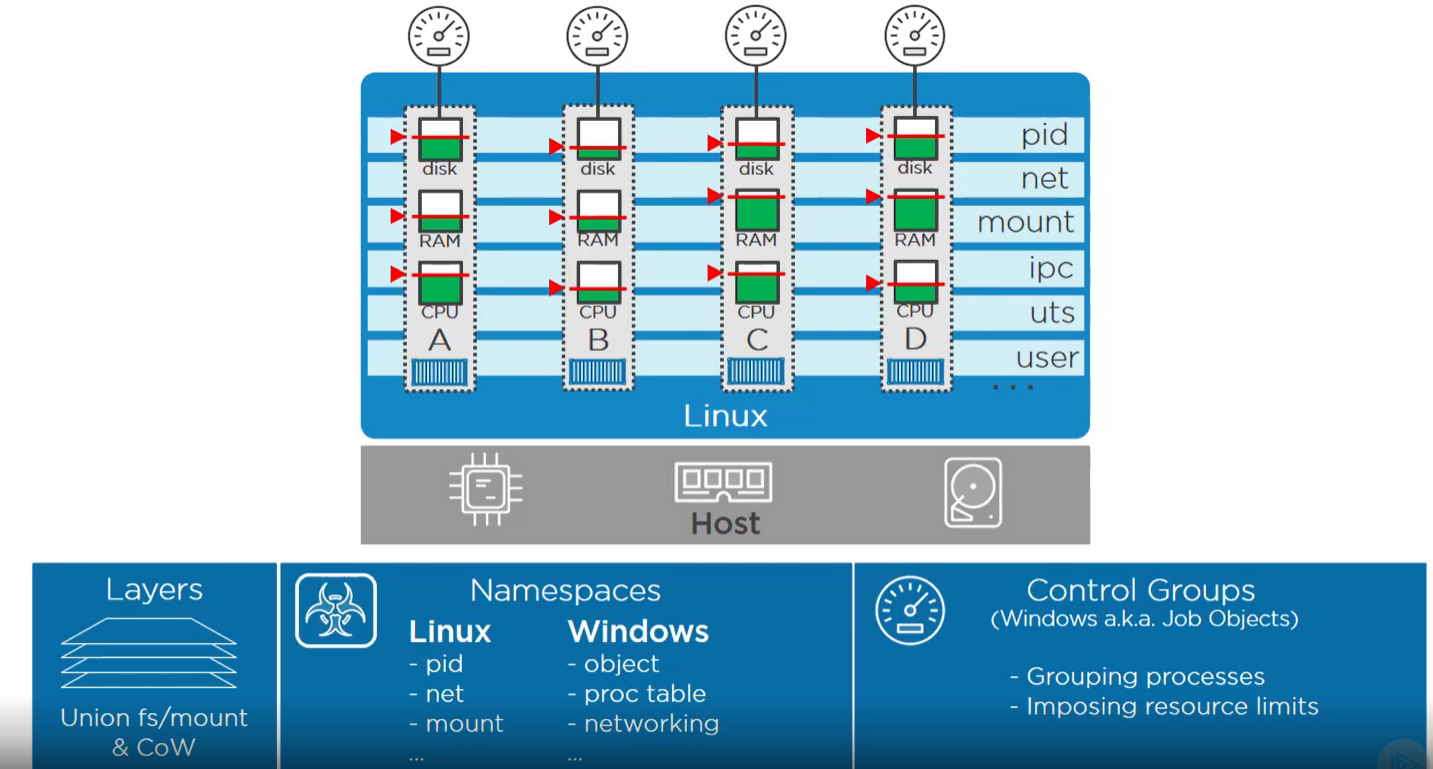 pid
disk disk disk disk
net
mount
RAM RAM RAM RAM
ipc
CPU CPU CPU CPU
uts
A B C D
user
...
Linux
Host
Layers
Union fs/mount
& CoW
Namespaces
Linux
- pid
- net
- mount
...
Windows
- object
- proc table
- networking
...
Control Groups
(Windows a.k.a. Job Objects)
- Grouping processes
- Imposing resource limits